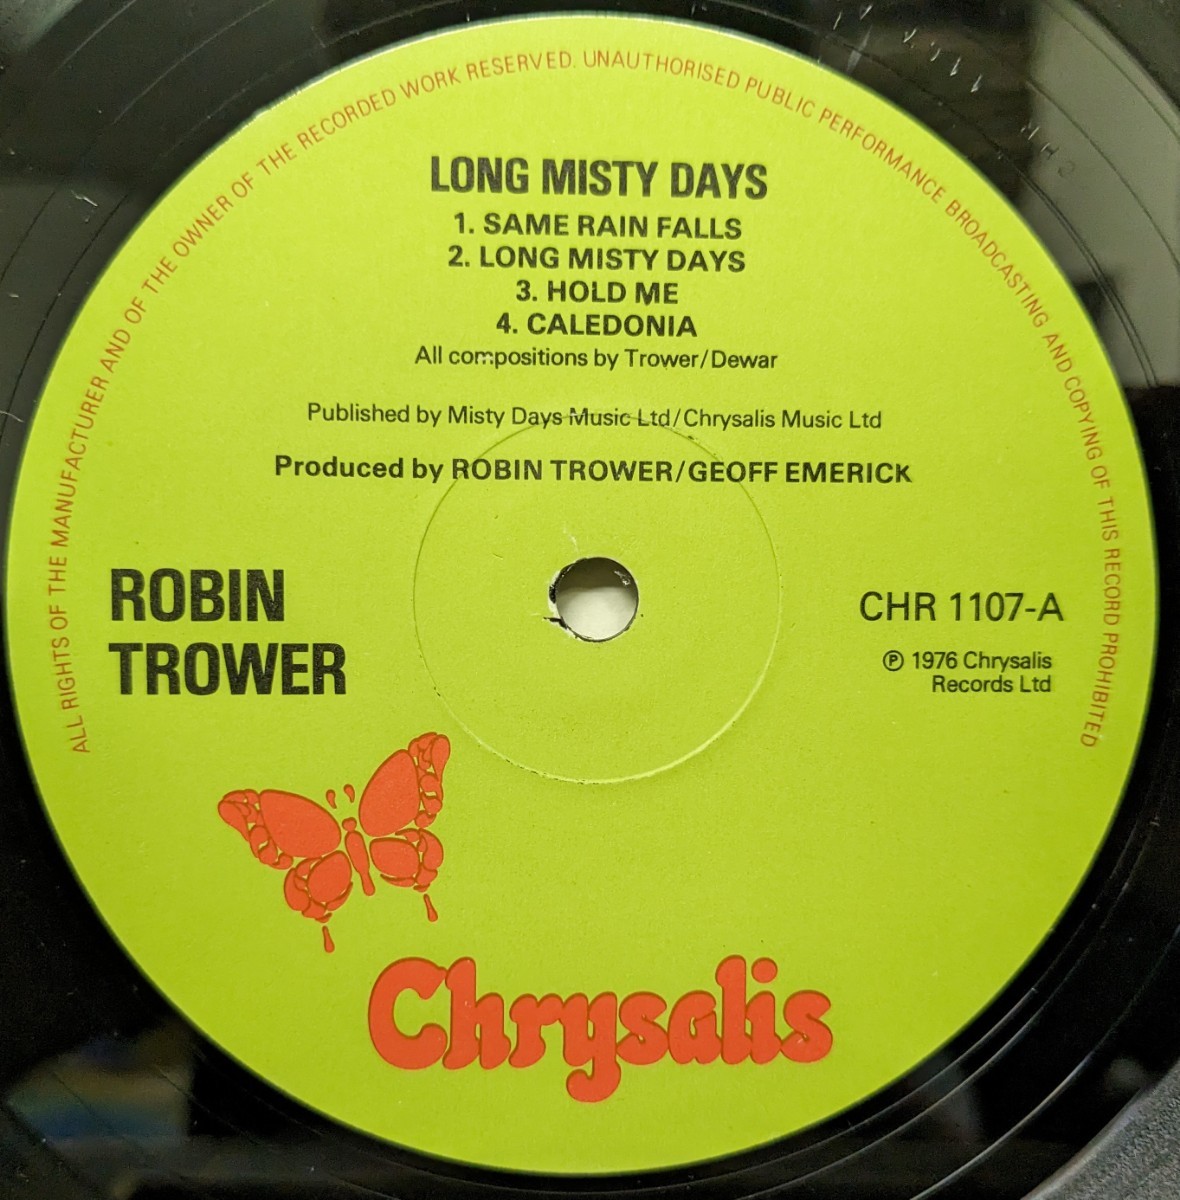 ALL RIGHTS OF THE MANUFACTURER AND OF THE OWNER OF THE RECORDED WORK RESERVED. UNAUTHORISED PUBLIC PERFORMANCE BROADCASTING AND COPYING OF THIS RECORD PROHIBITED
LONG MISTY DAYS
1. SAME RAIN FALLS
2. LONG MISTY DAYS
3. HOLD ME
4. CALEDONIA
All compositions by Trower/Dewar
Published by Misty Days Music Ltd/Chrysalis Music Ltd
Produced by ROBIN TROWER/GEOFF EMERICK
ROBIN
TROWER
CHR 1107-A
℗ 1976 Chrysalis
Records Ltd
Chrysalis